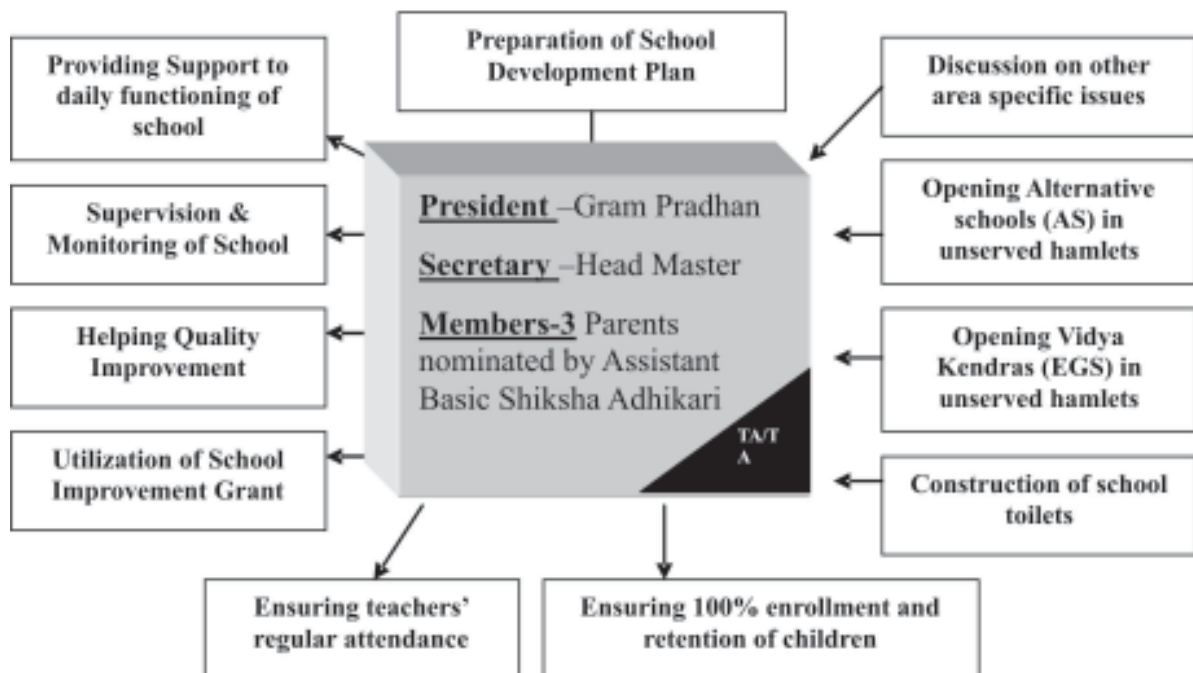 Preparation of School
Development Plan
Providing Support to
daily functioning of
school
Supervision &
Monitoring of School
Helping Quality
Improvement
Utilization of School
Improvement Grant
President –Gram Pradhan
Secretary –Head Master
Members-3 Parents
nominated by Assistant
Basic Shiksha Adhikari
TA/T
A
Discussion on other
area specific issues
Opening Alternative
schools (AS) in
unserved hamlets
Opening Vidya
Kendras (EGS) in
unserved hamlets
Construction of school
toilets
Ensuring teachers’
regular attendance
Ensuring 100% enrollment and
retention of children